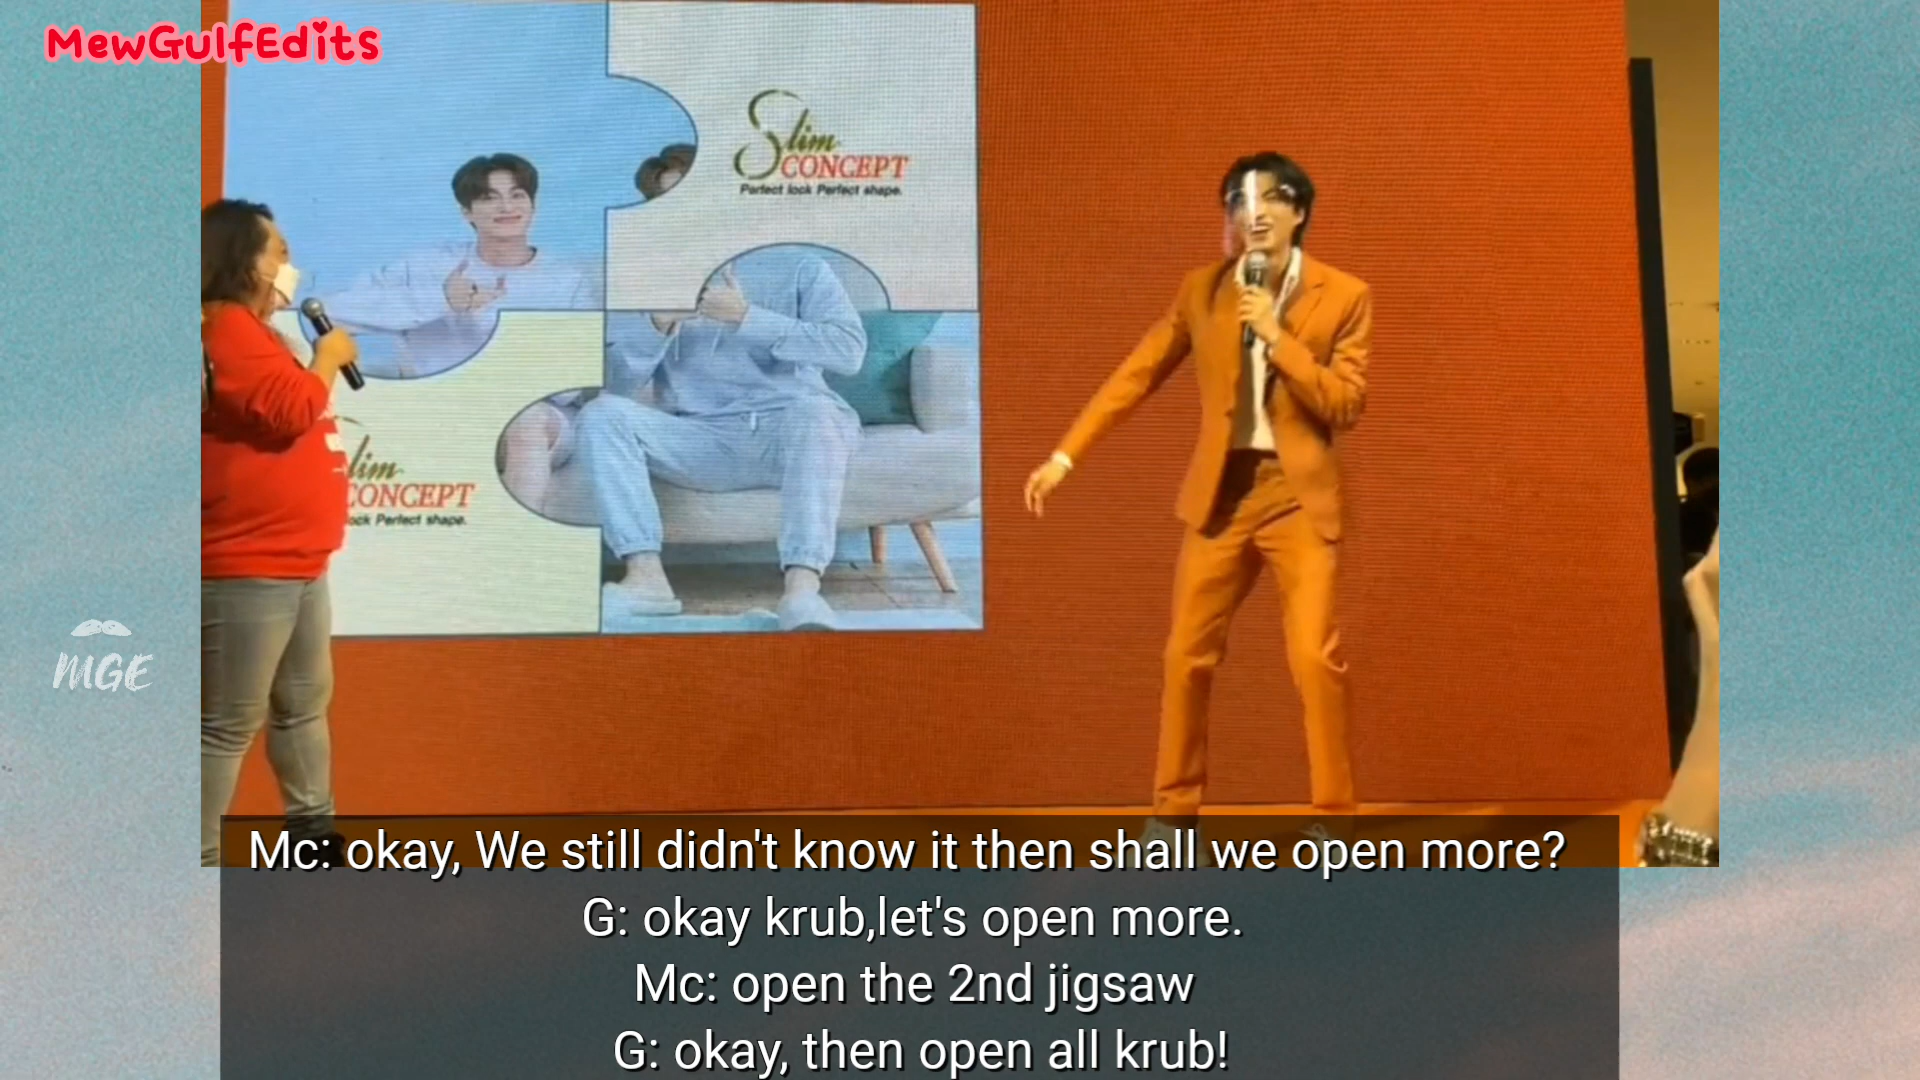 MewGulfEdits
Slim
CONCEPT
Perfect look Perfect shape.
lim
CONCEPT
ock Perfect shape.
MGE
Mc: okay, We still didn't know it then shall we open more?
G: okay krub,let's open more.
Mc: open the 2nd jigsaw
G: okay, then open all krub!